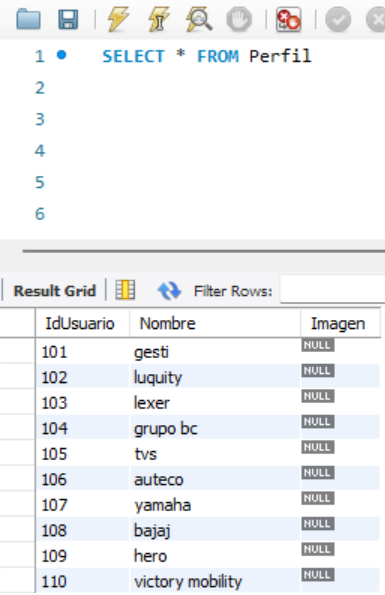 1 SELECT * FROM Perfil
2
3
4
5
6
Result Grid Filter Rows:
IdUsuario Nombre Imagen
101 gesti NULL
102 luquity NULL
103 lexer NULL
104 grupo bc NULL
105 tvs NULL
106 auteco NULL
107 yamaha NULL
108 bajaj NULL
109 hero NULL
110 victory mobility NULL